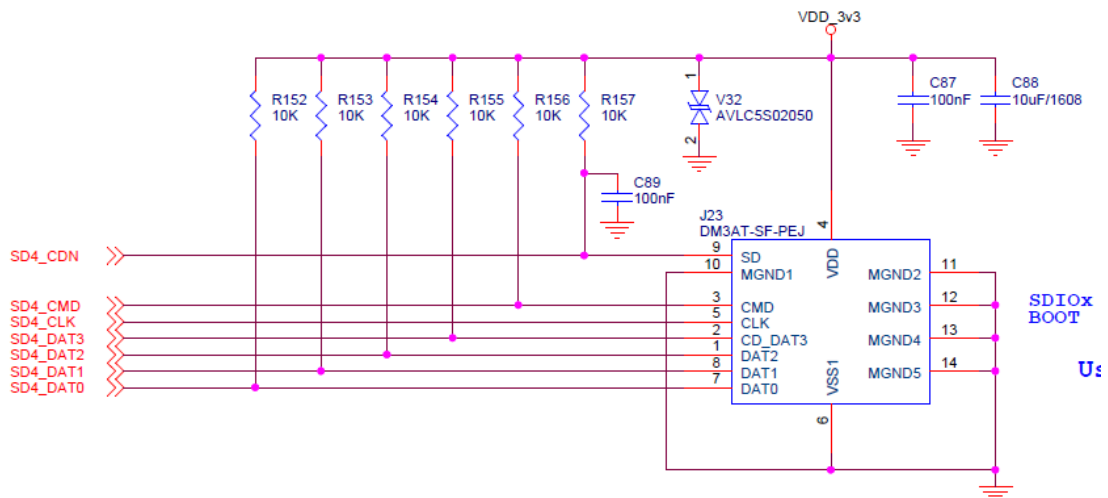 VDD_3v3
R152
10K
R153
10K
R154
10K
R155
10K
R156
10K
R157
10K
1
V32
AVLC5S02050
2
C87
100nF
C88
10uF/1608
C89
100nF
J23
DM3AT-SF-PEJ
4
VDD
SD4_CDN
9
SD
10
MGND1
MGND2
11
SD4_CMD
3
CMD
MGND3
12
SD4_CLK
5
CLK
SD4_DAT3
2
CD_DAT3
MGND4
13
SD4_DAT2
1
DAT2
SD4_DAT1
8
DAT1
MGND5
14
SD4_DAT0
7
DAT0
VSS1
6
SDIOx
BOOT